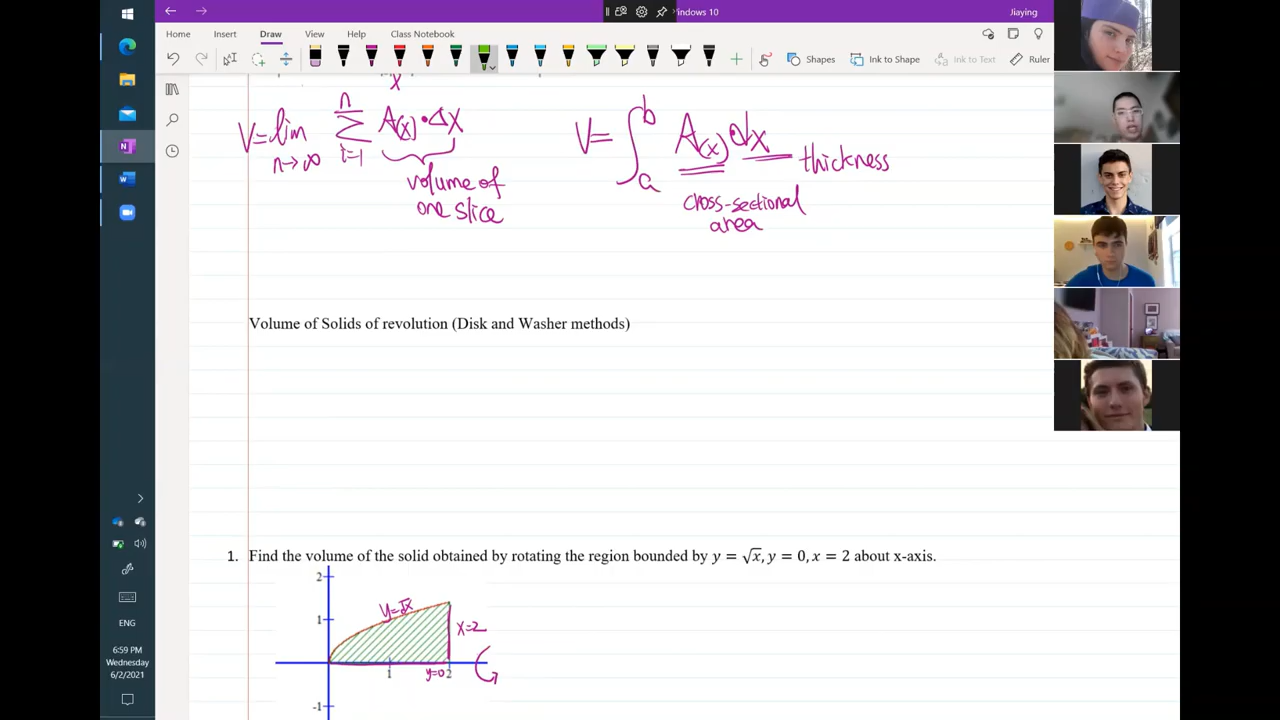 indows 10
Jiaying
Home Insert Draw View Help Class Notebook
Shapes Ink to Shape Ink to Text Ruler
x
V=lim n→∞ n Σ i=1 A(x)·Δx
V= ∫ b a A(x)·dx
thickness
volume of
one slice
cross-sectional
area
Volume of Solids of revolution (Disk and Washer methods)
1. Find the volume of the solid obtained by rotating the region bounded by y = √x, y = 0, x = 2 about x-axis.
2
y=√x
1
x=2
1 y=0 2
-1
ENG
6:59 PM
Wednesday
6/2/2021